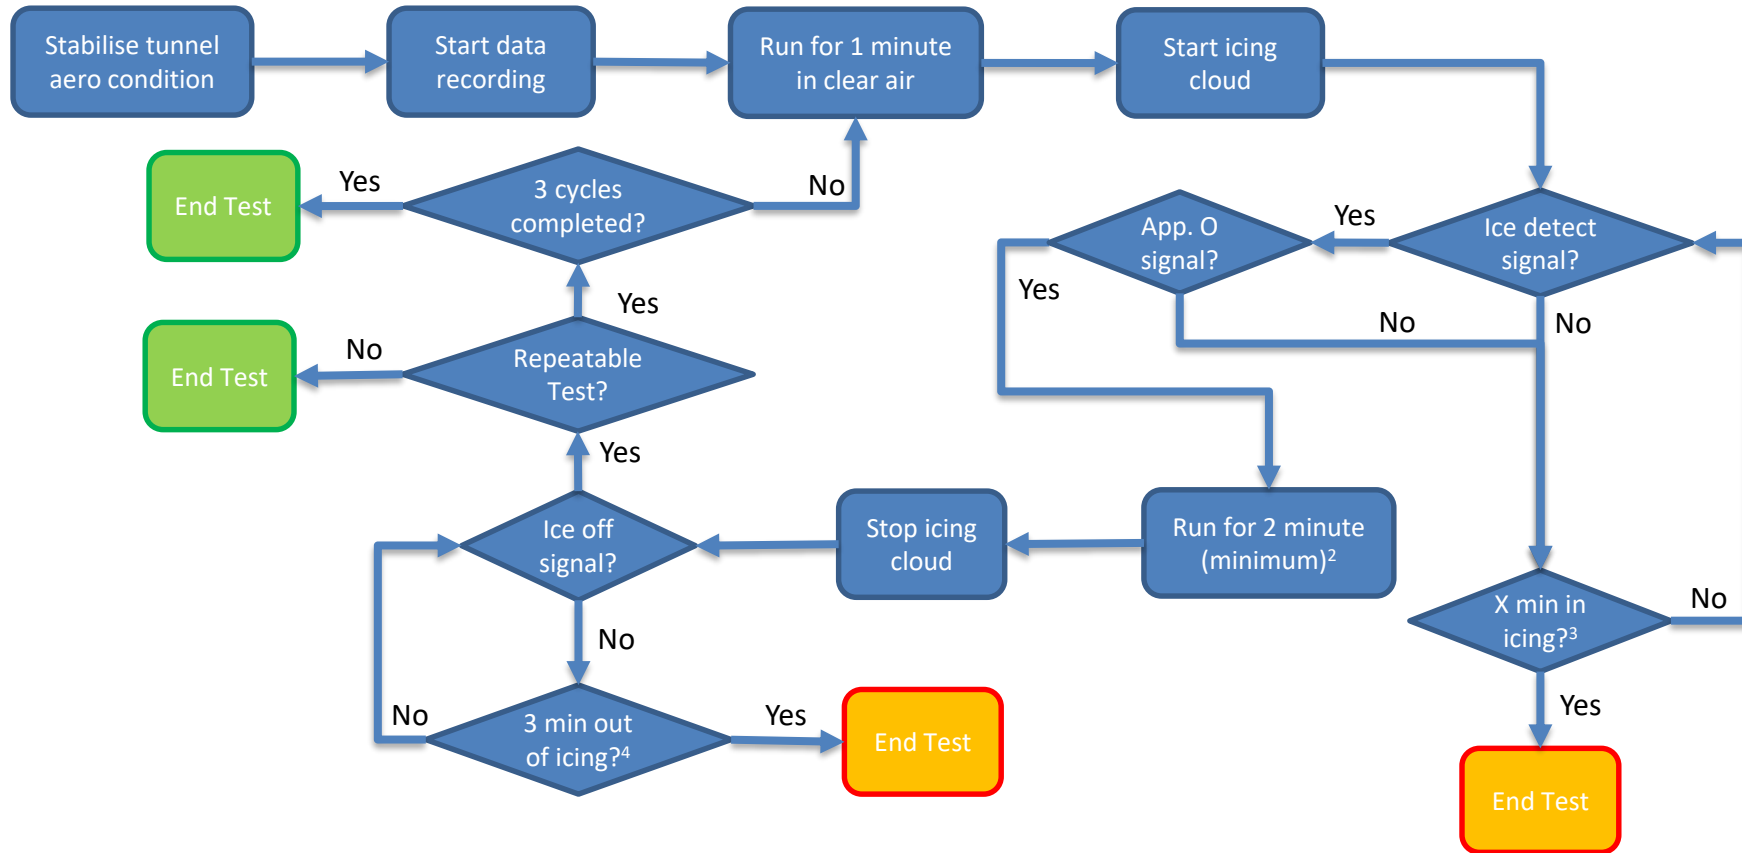 Stabilise tunnel
aero condition
Start data
recording
Run for 1 minute
in clear air
Start icing
cloud
End Test
Yes
3 cycles
completed?
No
App. O
signal?
Yes
Ice detect
signal?
Yes
Yes
No
No
End Test
No
Repeatable
Test?
Yes
Ice off
signal?
Stop icing
cloud
Run for 2 minute
(minimum)²
X min in
icing?³
No
No
No
3 min out
of icing?⁴
Yes
End Test
Yes
End Test